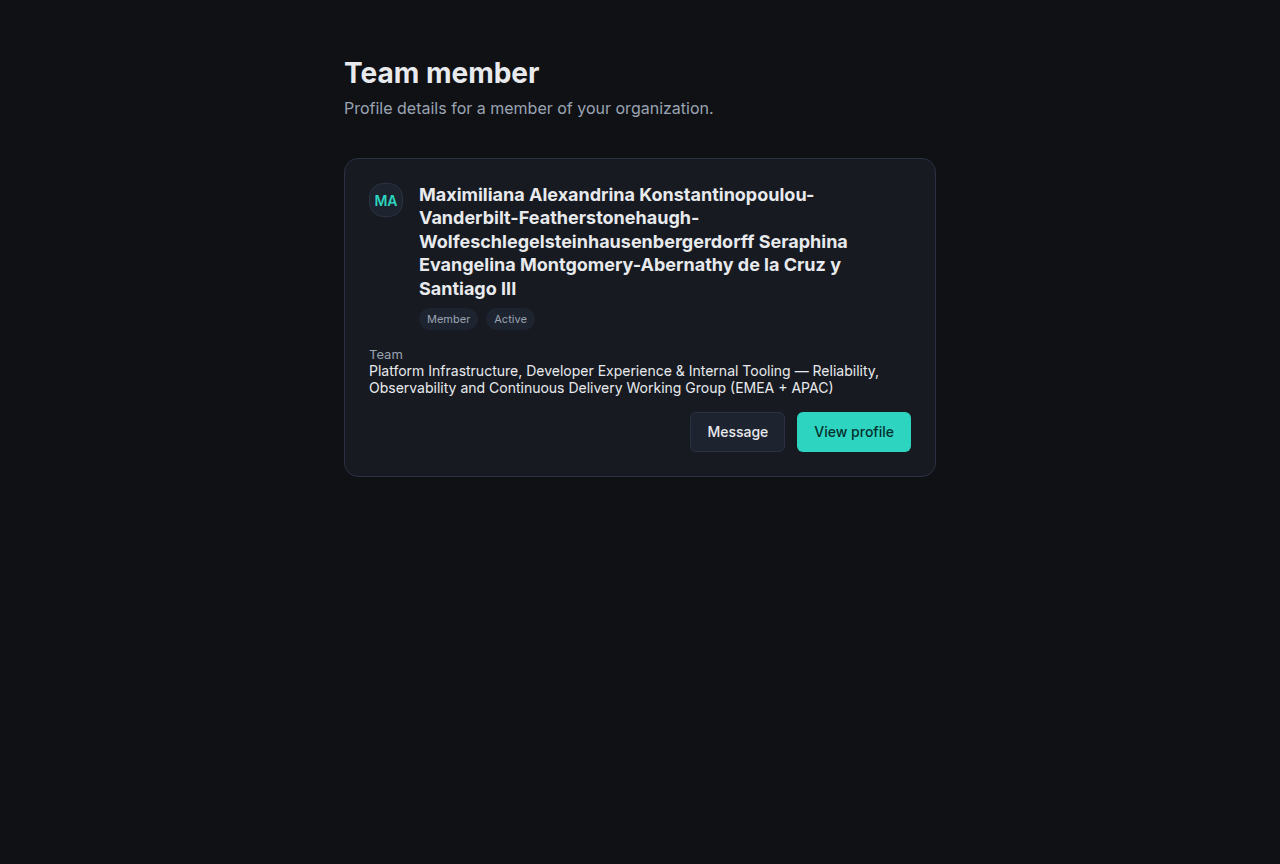 Team member
Profile details for a member of your organization.
MA
Maximiliana Alexandrina Konstantinopoulou-
Vanderbilt-Featherstonehaugh-
Wolfeschlegelsteinhausenbergerdorff Seraphina
Evangelina Montgomery-Abernathy de la Cruz y
Santiago III
Member
Active
Team
Platform Infrastructure, Developer Experience & Internal Tooling — Reliability,
Observability and Continuous Delivery Working Group (EMEA + APAC)
Message
View profile